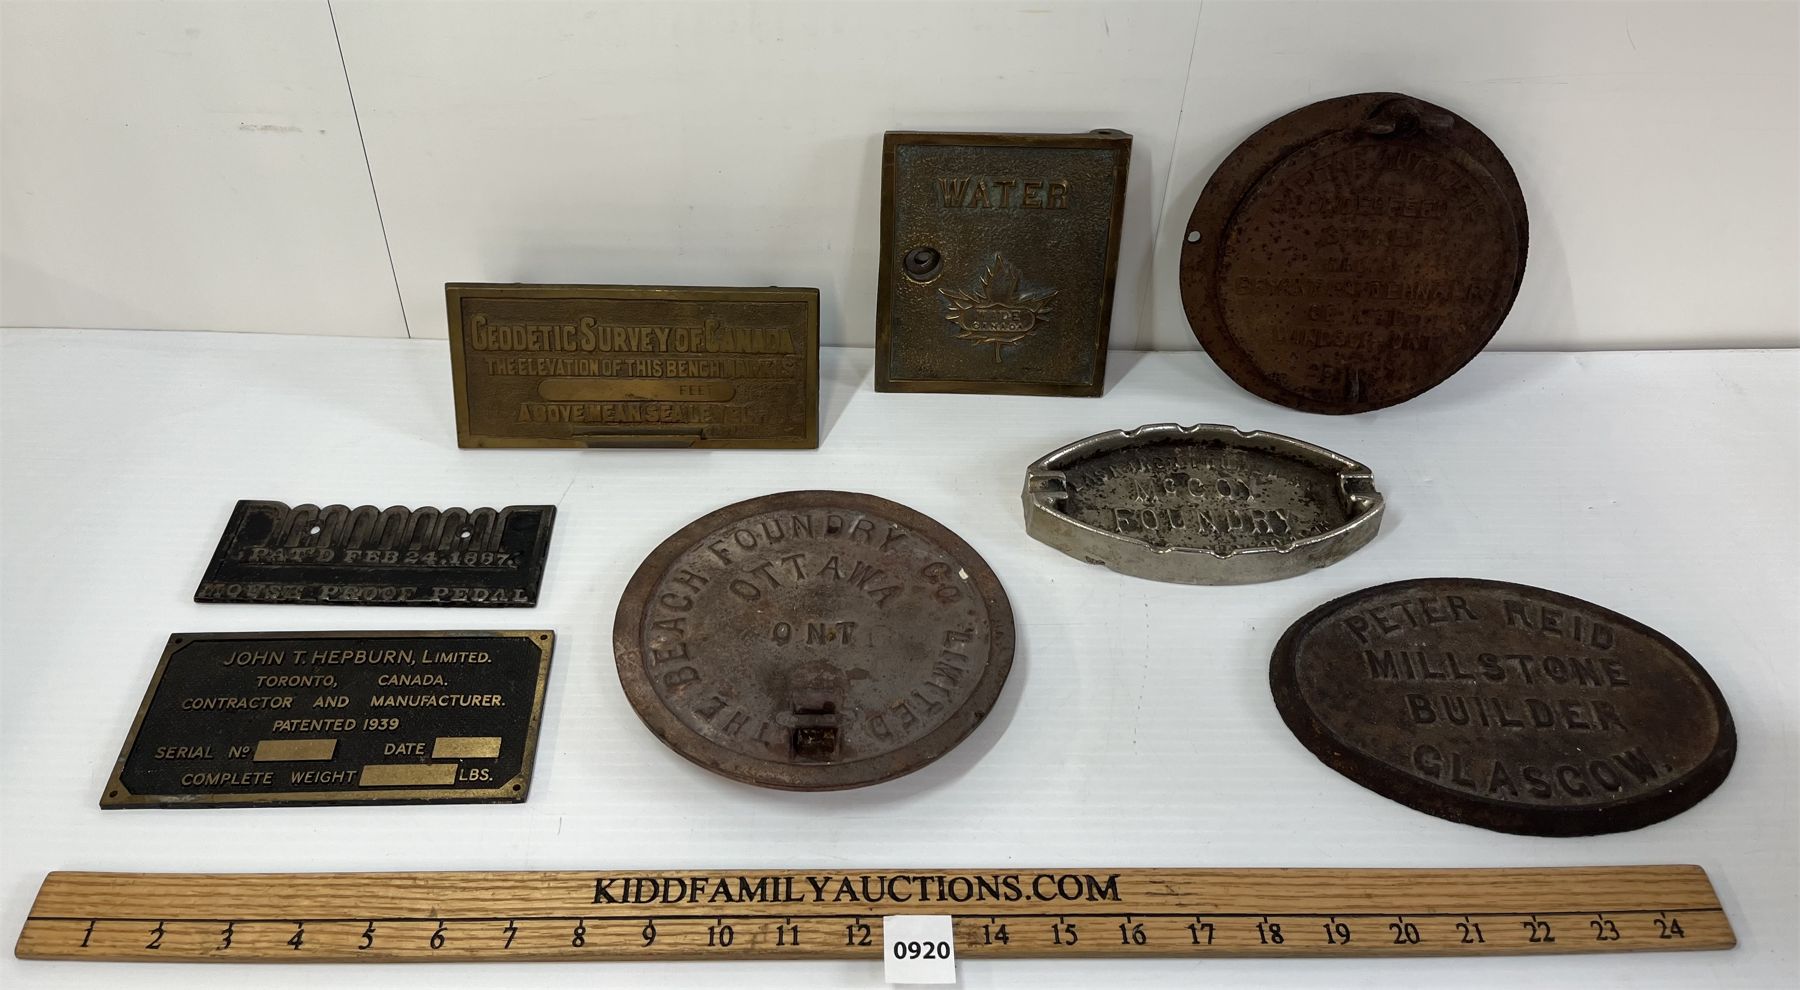 WATER
MADE
CANADA
GEODETIC SURVEY OF CANADA
THE ELEVATION OF THIS BENCH MARK IS
FEET
ABOVE MEAN SEA LEVEL
McCOY
FOUNDRY
PAT'D FEB 24. 1887.
MOUSE PROOF PEDAL
THE BEACH FOUNDRY CO. LIMITED.
OTTAWA
ONT
PETER REID
MILLSTONE
BUILDER
GLASGOW.
JOHN T. HEPBURN, LIMITED.
TORONTO, CANADA.
CONTRACTOR AND MANUFACTURER.
PATENTED 1939
SERIAL No DATE
COMPLETE WEIGHT LBS.
KIDDFAMILYAUCTIONS.COM
1 2 3 4 5 6 7 8 9 10 11 12 14 15 16 17 18 19 20 21 22 23 24
0920